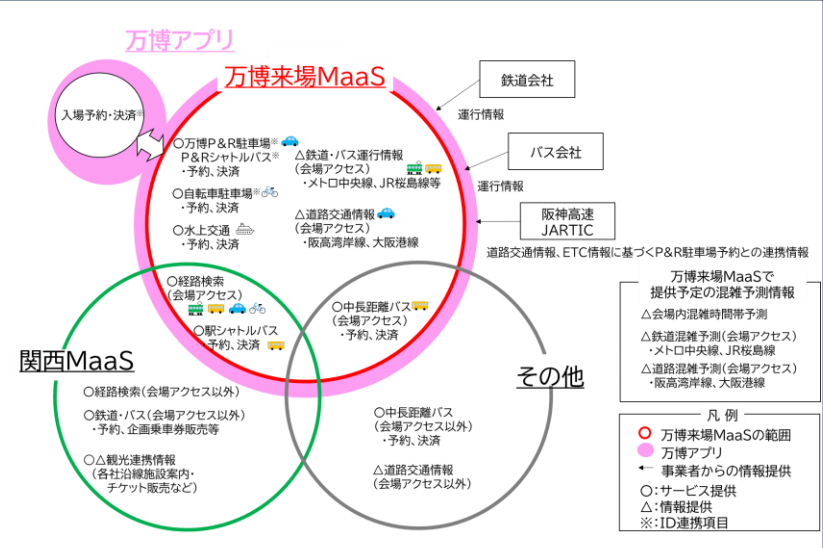 万博アプリ
万博来場MaaS
入場予約・決済※
〇万博P&R駐車場※
P&Rシャトルバス※
・予約、決済
〇自転車駐車場※
・予約、決済
〇水上交通
・予約、決済
△鉄道・バス運行情報
(会場アクセス)
・メトロ中央線、JR桜島線等
△道路交通情報
(会場アクセス)
・阪高湾岸線、大阪港線
鉄道会社
運行情報
バス会社
運行情報
阪神高速
JARTIC
道路交通情報、ETC情報に基づくP&R駐車場予約との連携情報
〇経路検索
(会場アクセス)
〇駅シャトルバス
・予約、決済
〇中長距離バス
(会場アクセス)
・予約、決済
関西MaaS
〇経路検索(会場アクセス以外)
〇鉄道・バス(会場アクセス以外)
・予約、企画乗車券販売等
〇△観光連携情報
(各社沿線施設案内・
チケット販売など)
その他
〇中長距離バス
(会場アクセス以外)
・予約、決済
△道路交通情報
(会場アクセス以外)
万博来場MaaSで
提供予定の混雑予測情報
△会場内混雑時間帯予測
△鉄道混雑予測(会場アクセス)
・メトロ中央線、JR桜島線
△道路混雑予測(会場アクセス)
・阪高湾岸線、大阪港線
凡 例
万博来場MaaSの範囲
万博アプリ
事業者からの情報提供
〇：サービス提供
△：情報提供
※：ID連携項目